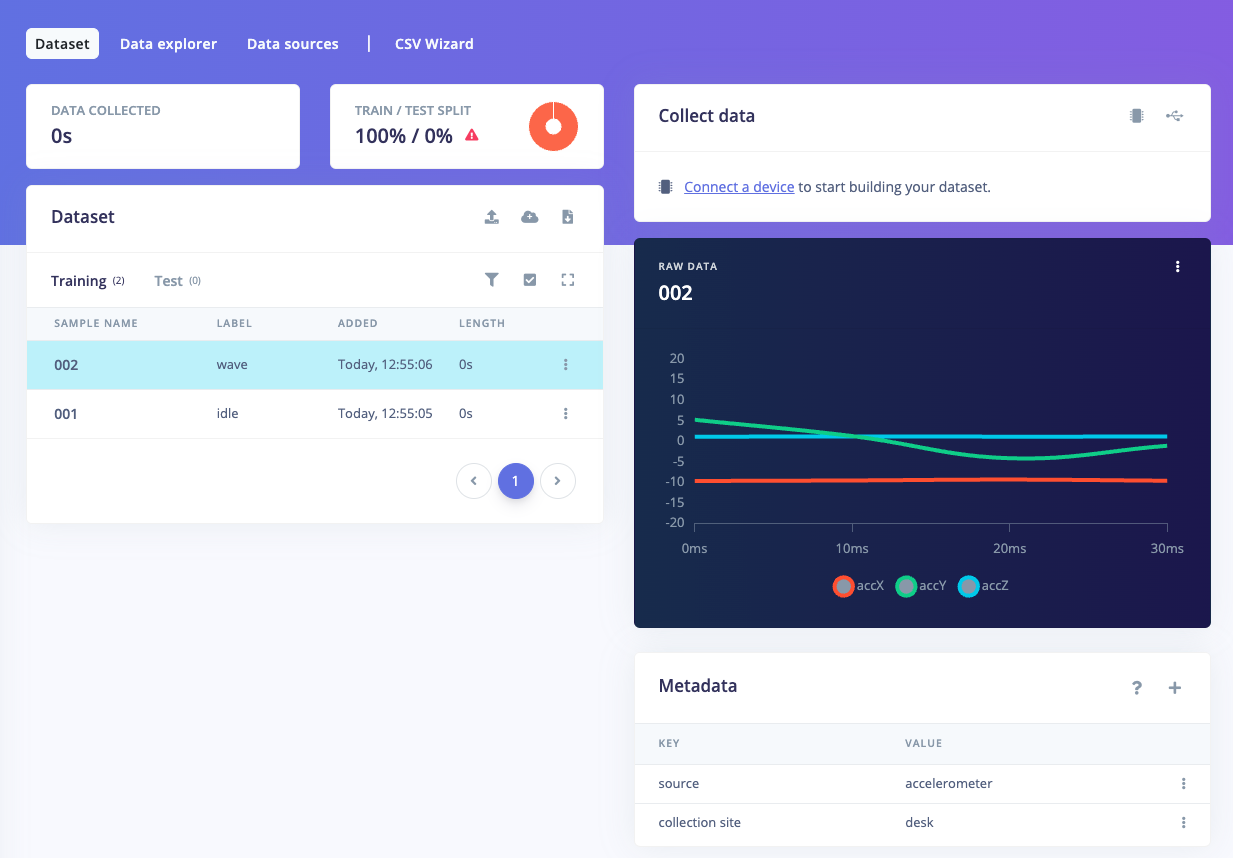 Dataset Data explorer Data sources | CSV Wizard
DATA COLLECTED
0s
TRAIN / TEST SPLIT
100% / 0%
Dataset
Training (2) Test (0)
SAMPLE NAME LABEL ADDED LENGTH
002 wave Today, 12:55:06 0s
001 idle Today, 12:55:05 0s
1
Collect data
Connect a device to start building your dataset.
RAW DATA
002
20
15
10
5
0
-5
-10
-15
-20
0ms 10ms 20ms 30ms
accX accY accZ
Metadata
?
+
KEY VALUE
source accelerometer
collection site desk